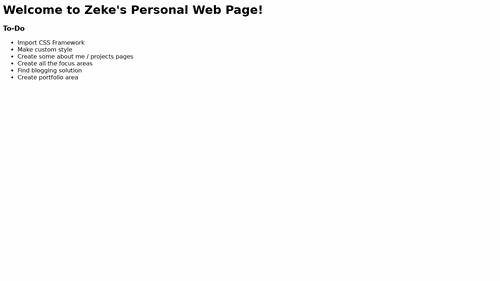 Welcome to Zeke's Personal Web Page!
To-Do
Import CSS Framework
Make custom style
Create some about me / projects pages
Create all the focus areas
Find blogging solution
Create portfolio area